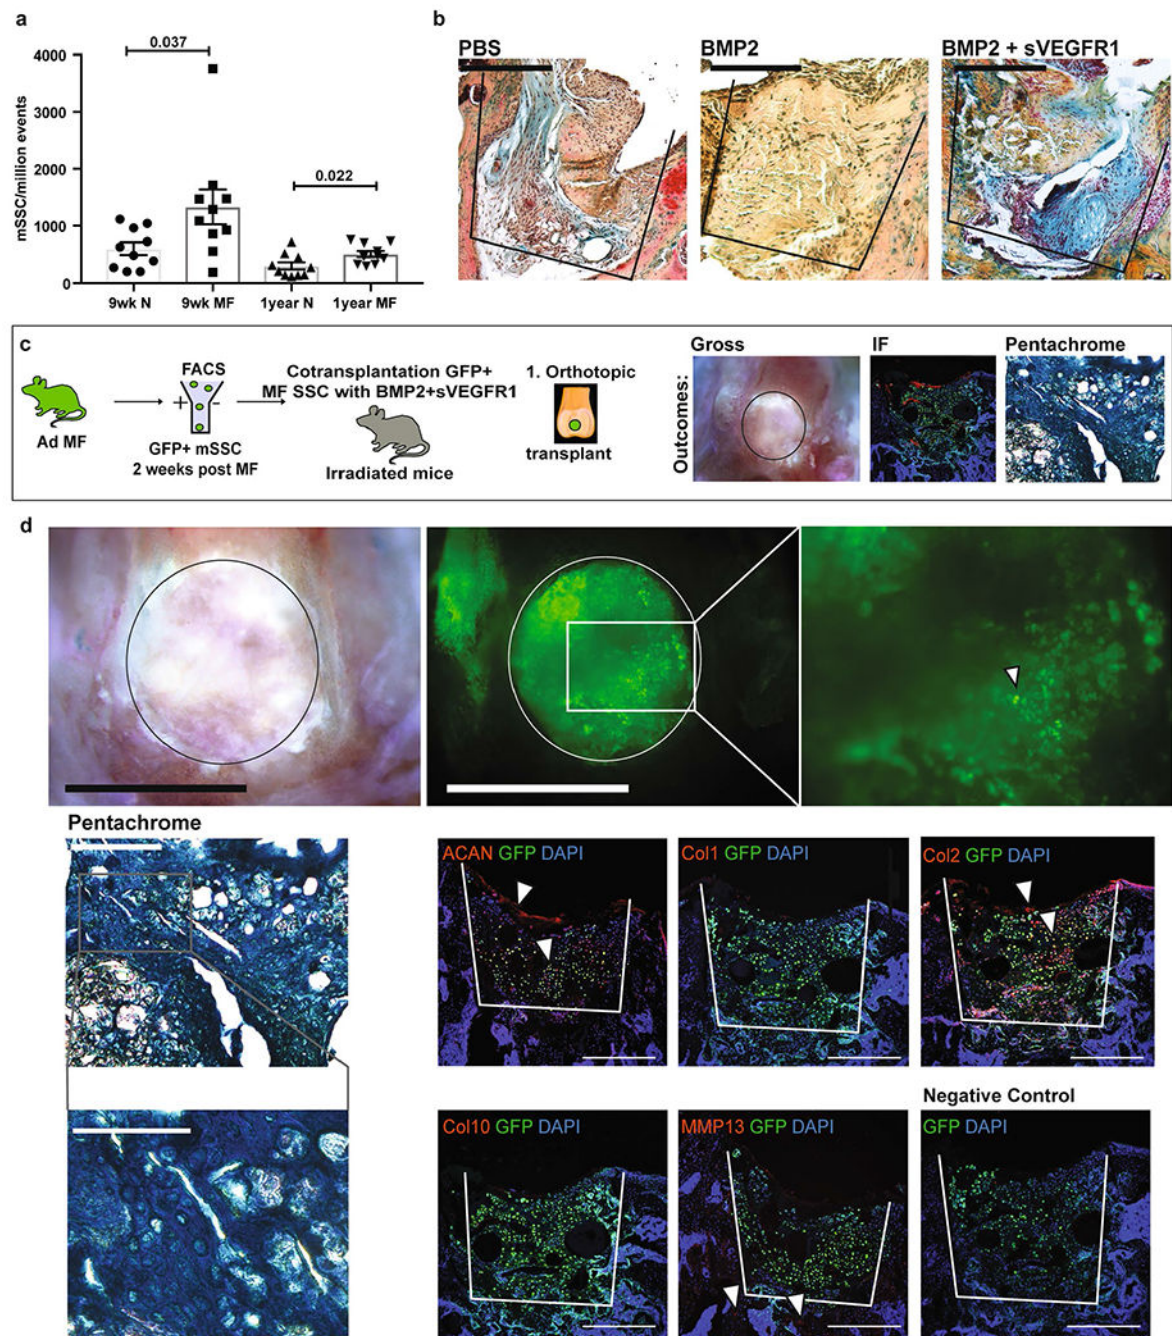 a
4000
3000
2000
1000
0
mSSC/million events
0.037
0.022
9wk N
9wk MF
1year N
1year MF
b
PBS
BMP2
BMP2 + sVEGFR1
c
Ad MF
FACS
+
-
GFP+ mSSC
2 weeks post MF
Cotransplantation GFP+
MF SSC with BMP2+sVEGFR1
Irradiated mice
1. Orthotopic
transplant
Outcomes:
Gross
IF
Pentachrome
d
Pentachrome
ACAN GFP DAPI
Col1 GFP DAPI
Col2 GFP DAPI
Col10 GFP DAPI
MMP13 GFP DAPI
Negative Control
GFP DAPI